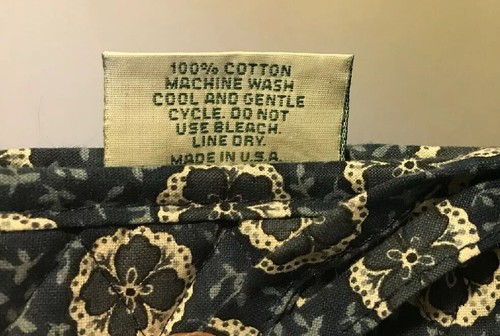 100% COTTON
MACHINE WASH
COOL AND GENTLE
CYCLE. DO NOT
USE BLEACH.
LINE DRY.
MADE IN U.S.A.